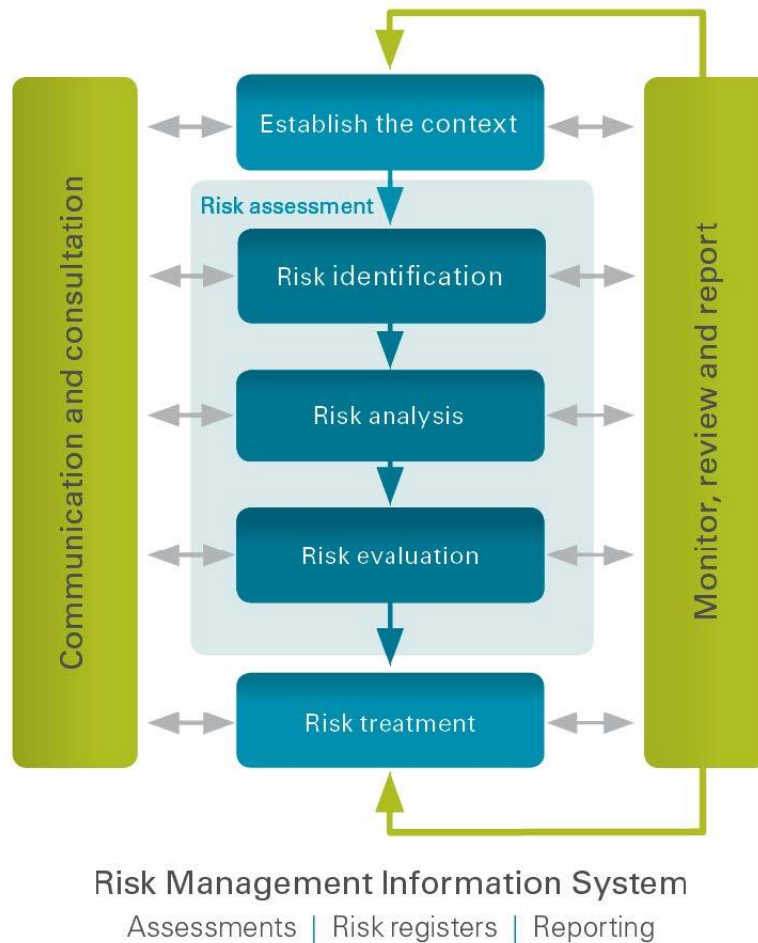 Establish the context
Risk assessment
Risk identification
Risk analysis
Risk evaluation
Risk treatment
Communication and consultation
Monitor, review and report
Risk Management Information System
Assessments | Risk registers | Reporting